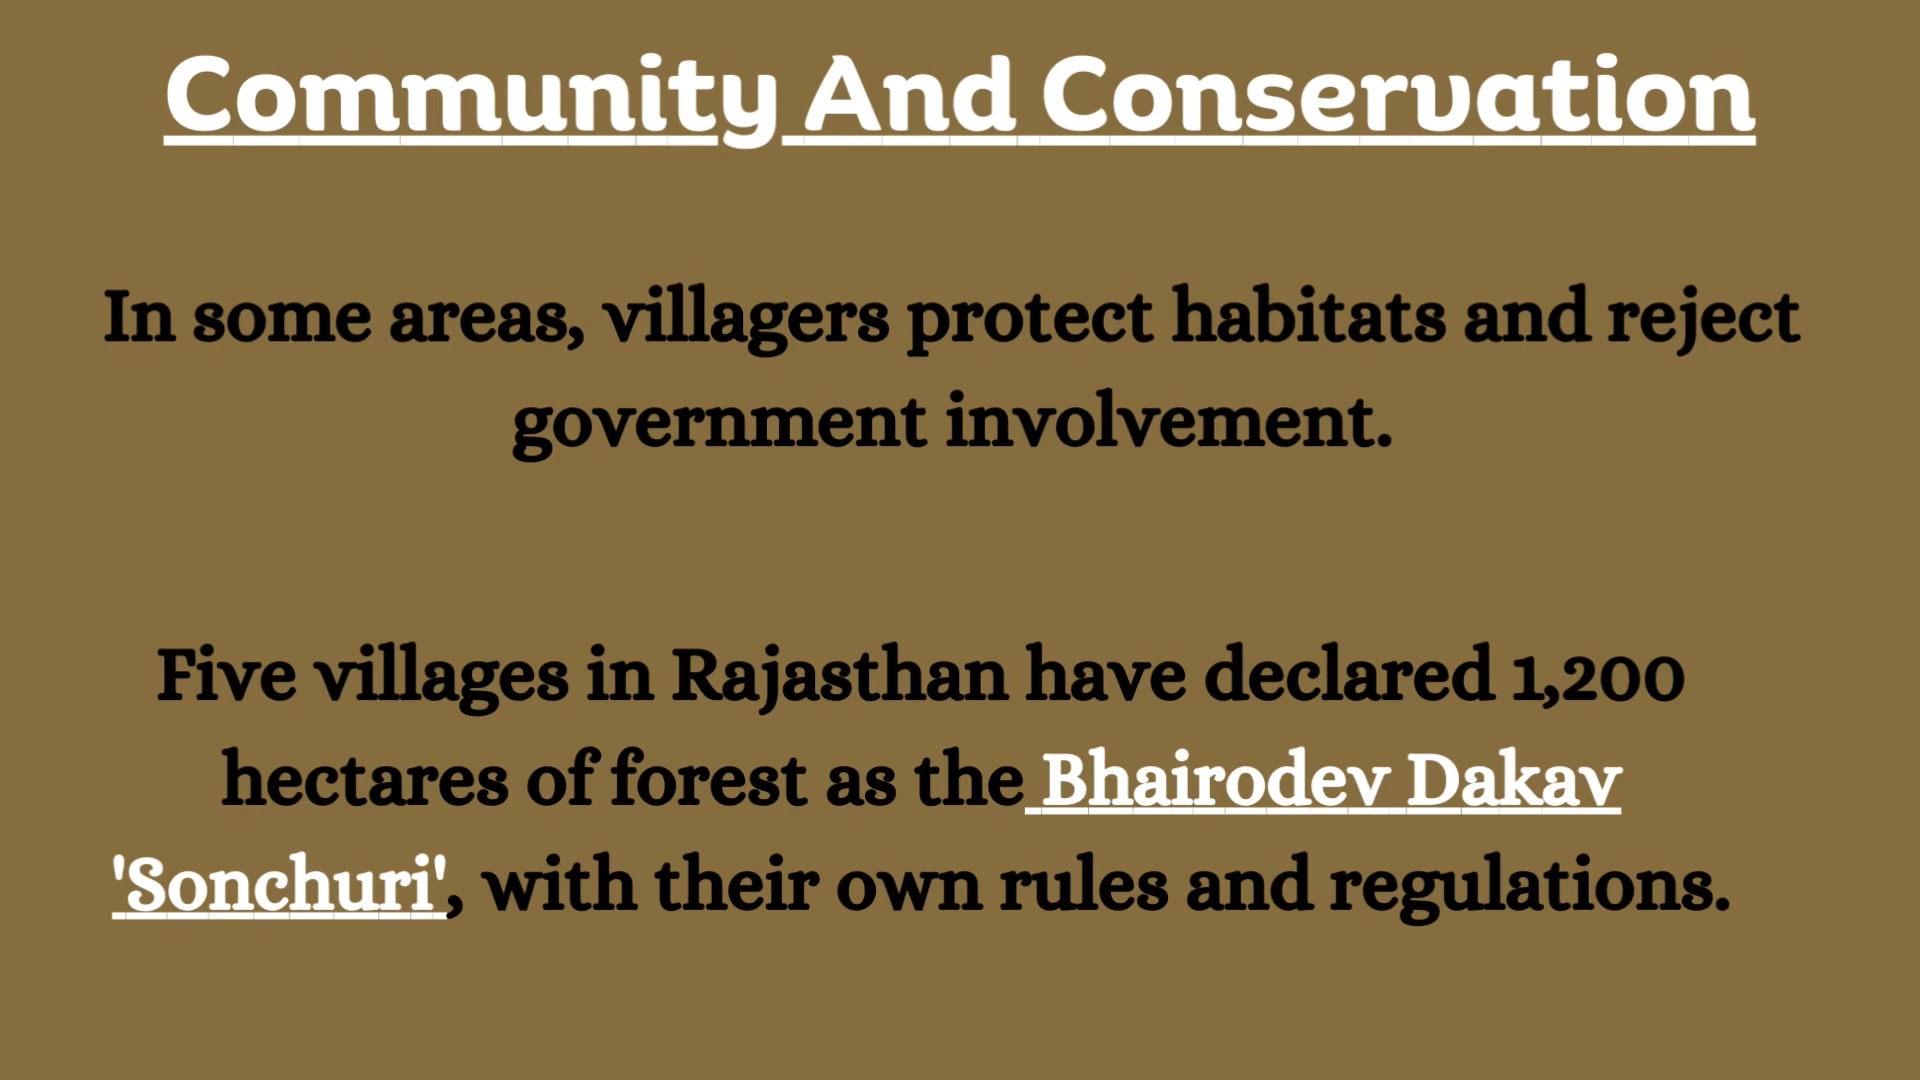 Community And Conservation
In some areas, villagers protect habitats and reject
government involvement.
Five villages in Rajasthan have declared 1,200
hectares of forest as the Bhairodev Dakav
'Sonchuri', with their own rules and regulations.